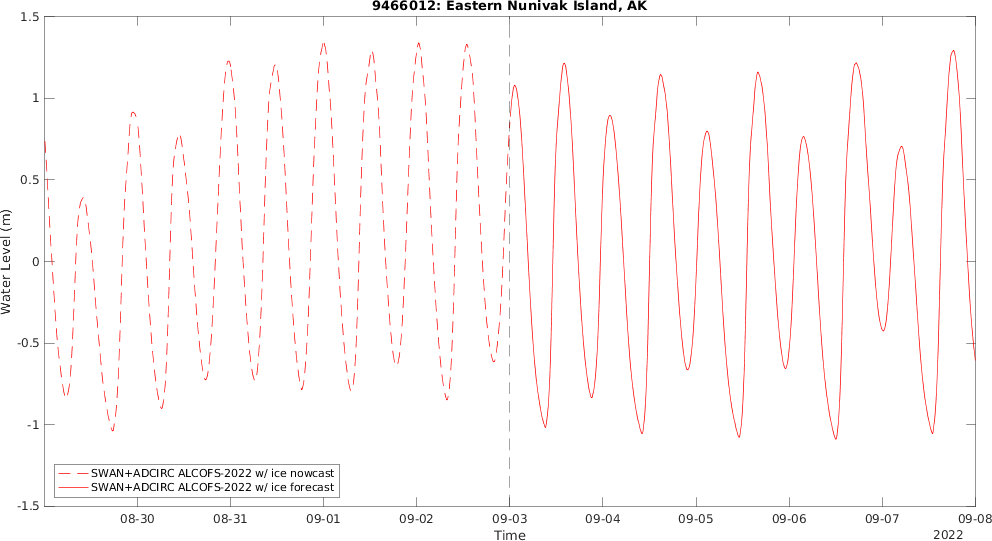 9466012: Eastern Nunivak Island, AK
1.5
1
0.5
0
-0.5
-1
-1.5
Water Level (m)
SWAN+ADCIRC ALCOFS-2022 w/ ice nowcast
SWAN+ADCIRC ALCOFS-2022 w/ ice forecast
08-30 08-31 09-01 09-02 09-03 09-04 09-05 09-06 09-07 09-08
Time
2022